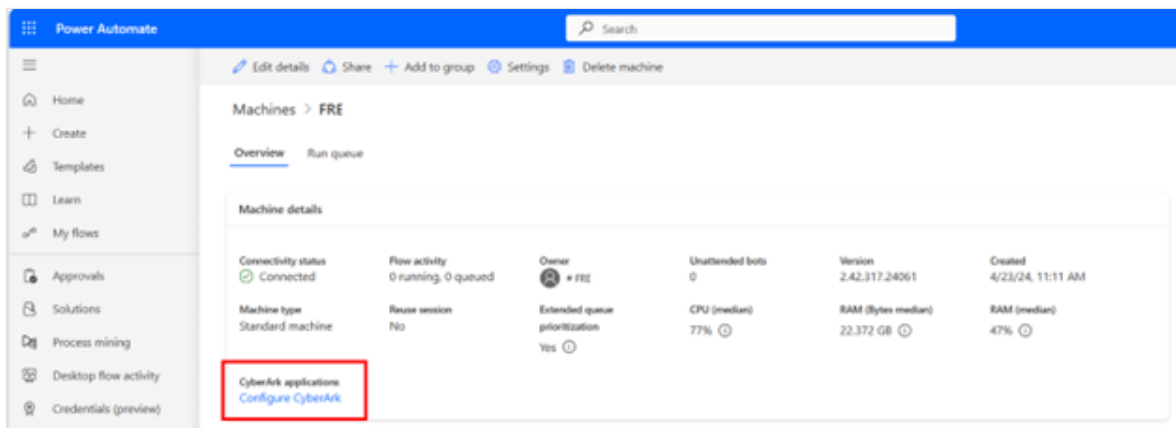 Power Automate
Search
Edit details Share Add to group Settings Delete machine
Home
Create
Templates
Learn
My flows
Approvals
Solutions
Process mining
Desktop flow activity
Credentials (preview)
Machines > FRE
Overview Run queue
Machine details
Connectivity status Flow activity Owner Unattended bots Version Created
Connected 0 running, 0 queued # FRE 0 2.42.317.24061 4/23/24, 11:11 AM
Machine type Reuse session Extended queue prioritization CPU (median) RAM (Bytes median) RAM (median)
Standard machine No Yes 77% 22.372 GB 47%
CyberArk applications
Configure CyberArk